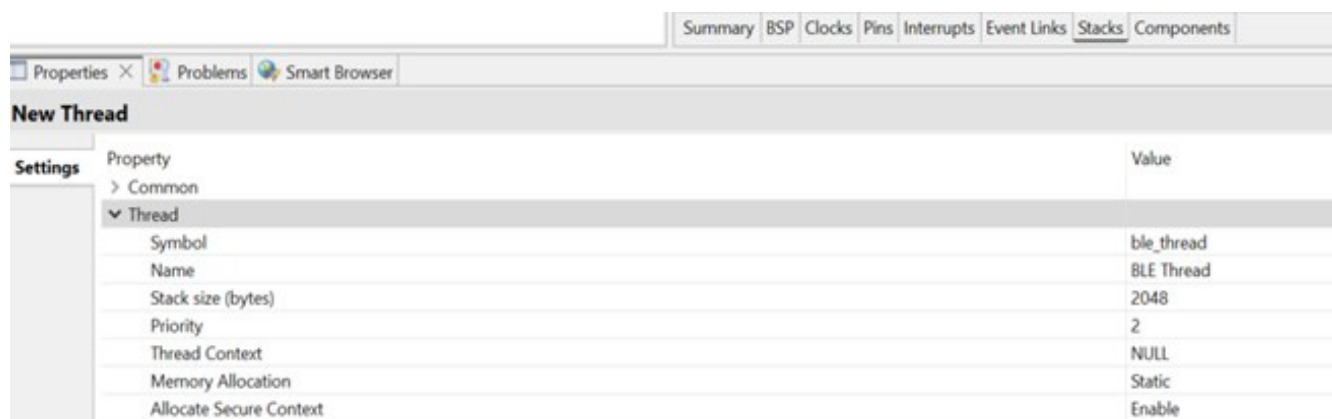 Summary BSP Clocks Pins Interrupts Event Links Stacks Components
Properties Problems Smart Browser
New Thread
Settings
Property Value
Common
Thread
Symbol ble_thread
Name BLE Thread
Stack size (bytes) 2048
Priority 2
Thread Context NULL
Memory Allocation Static
Allocate Secure Context Enable